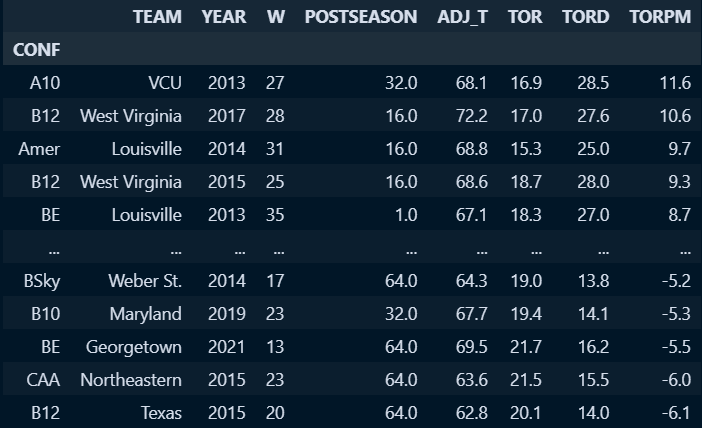 TEAM YEAR W POSTSEASON ADJ_T TOR TORD TORPM
CONF
A10 VCU 2013 27 32.0 68.1 16.9 28.5 11.6
B12 West Virginia 2017 28 16.0 72.2 17.0 27.6 10.6
Amer Louisville 2014 31 16.0 68.8 15.3 25.0 9.7
B12 West Virginia 2015 25 16.0 68.6 18.7 28.0 9.3
BE Louisville 2013 35 1.0 67.1 18.3 27.0 8.7
... ... ... ... ... ... ... ... ...
BSky Weber St. 2014 17 64.0 64.3 19.0 13.8 -5.2
B10 Maryland 2019 23 32.0 67.7 19.4 14.1 -5.3
BE Georgetown 2021 13 64.0 69.5 21.7 16.2 -5.5
CAA Northeastern 2015 23 64.0 63.6 21.5 15.5 -6.0
B12 Texas 2015 20 64.0 62.8 20.1 14.0 -6.1